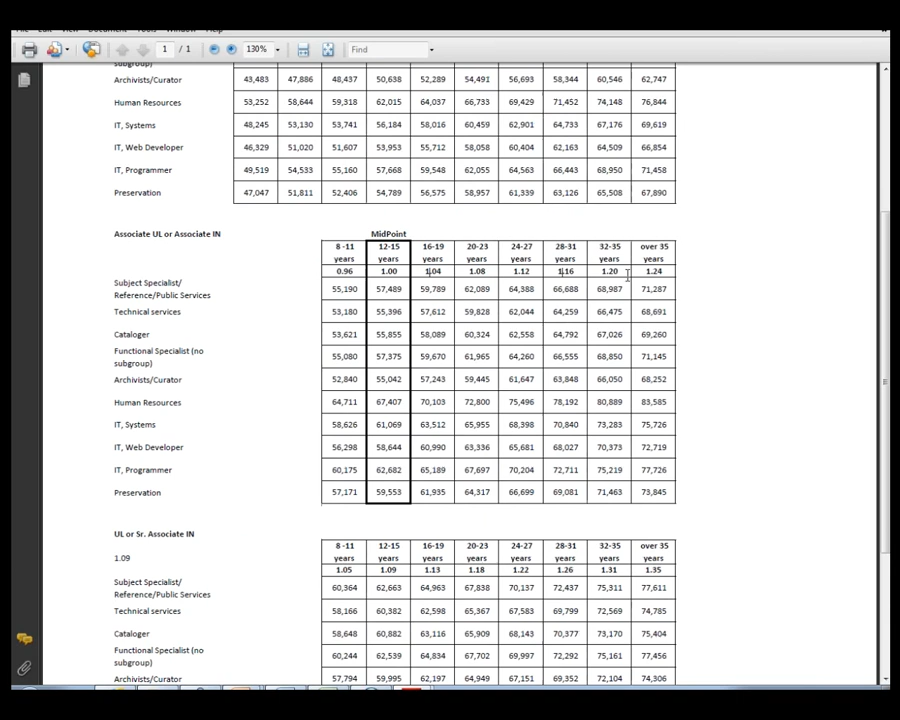 1 / 1 130% Find
subgroup)
Archivists/Curator 43,483 47,886 48,437 50,638 52,289 54,491 56,693 58,344 60,546 62,747
Human Resources 53,252 58,644 59,318 62,015 64,037 66,733 69,429 71,452 74,148 76,844
IT, Systems 48,245 53,130 53,741 56,184 58,016 60,459 62,901 64,733 67,176 69,619
IT, Web Developer 46,329 51,020 51,607 53,953 55,712 58,058 60,404 62,163 64,509 66,854
IT, Programmer 49,519 54,533 55,160 57,668 59,548 62,055 64,563 66,443 68,950 71,458
Preservation 47,047 51,811 52,406 54,789 56,575 58,957 61,339 63,126 65,508 67,890
Associate UL or Associate IN MidPoint
8 -11 12-15 16-19 20-23 24-27 28-31 32-35 over 35
years years years years years years years years
0.96 1.00 1.04 1.08 1.12 1.16 1.20 1.24
Subject Specialist/
Reference/Public Services 55,190 57,489 59,789 62,089 64,388 66,688 68,987 71,287
Technical services 53,180 55,396 57,612 59,828 62,044 64,259 66,475 68,691
Cataloger 53,621 55,855 58,089 60,324 62,558 64,792 67,026 69,260
Functional Specialist (no
subgroup) 55,080 57,375 59,670 61,965 64,260 66,555 68,850 71,145
Archivists/Curator 52,840 55,042 57,243 59,445 61,647 63,848 66,050 68,252
Human Resources 64,711 67,407 70,103 72,800 75,496 78,192 80,889 83,585
IT, Systems 58,626 61,069 63,512 65,955 68,398 70,840 73,283 75,726
IT, Web Developer 56,298 58,644 60,990 63,336 65,681 68,027 70,373 72,719
IT, Programmer 60,175 62,682 65,189 67,697 70,204 72,711 75,219 77,726
Preservation 57,171 59,553 61,935 64,317 66,699 69,081 71,463 73,845
UL or Sr. Associate IN
8 -11 12-15 16-19 20-23 24-27 28-31 32-35 over 35
1.09 years years years years years years years years
1.05 1.09 1.13 1.18 1.22 1.26 1.31 1.35
Subject Specialist/
Reference/Public Services 60,364 62,663 64,963 67,838 70,137 72,437 75,311 77,611
Technical services 58,166 60,382 62,598 65,367 67,583 69,799 72,569 74,785
Cataloger 58,648 60,882 63,116 65,909 68,143 70,377 73,170 75,404
Functional Specialist (no
subgroup) 60,244 62,539 64,834 67,702 69,997 72,292 75,161 77,456
Archivists/Curator 57,794 59,995 62,197 64,949 67,151 69,352 72,104 74,306